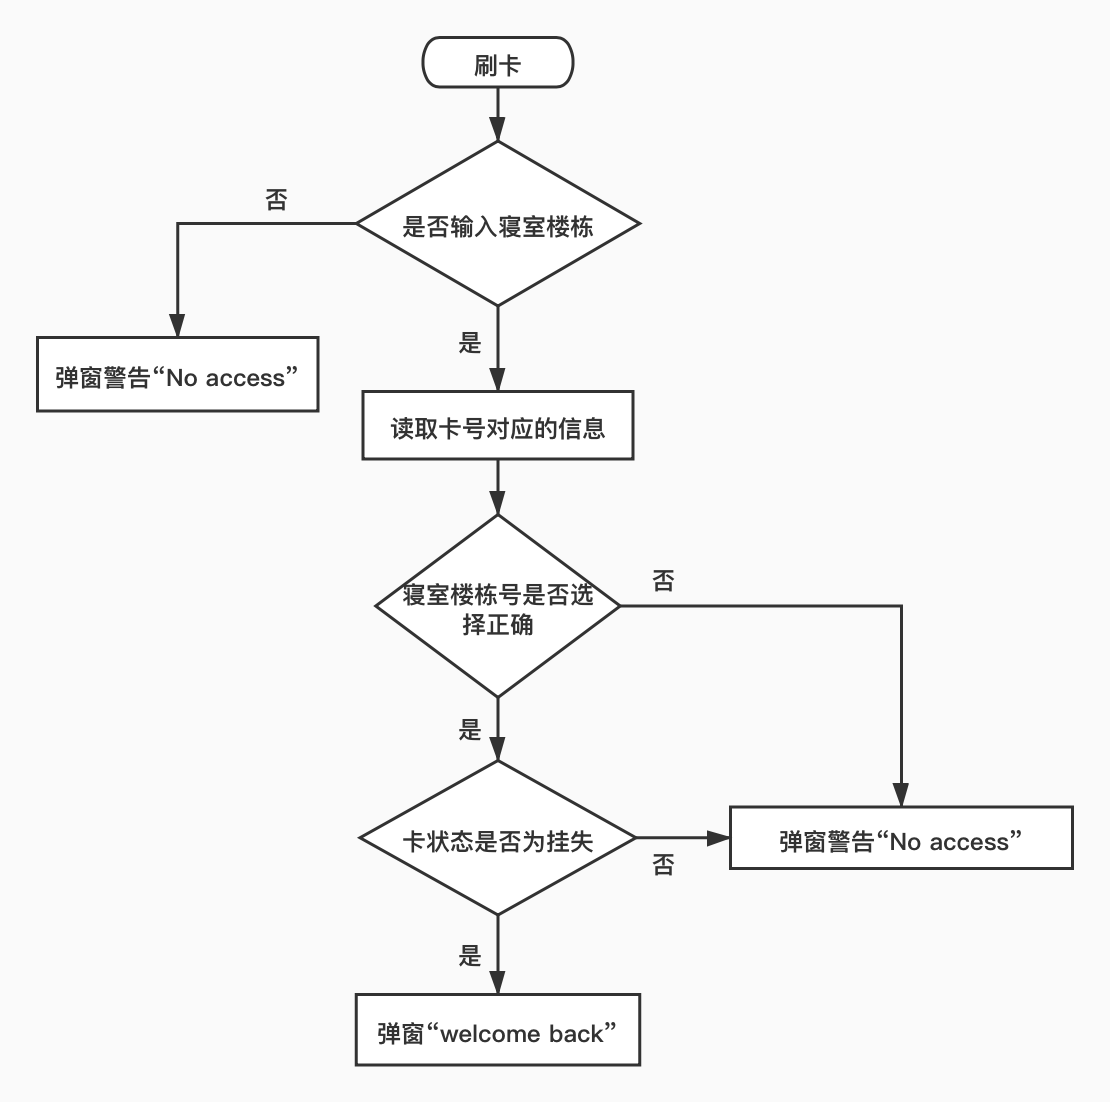 刷卡
否
是否输入寝室楼栋
是
弹窗警告“No access”
读取卡号对应的信息
否
寝室楼栋号是否选
择正确
是
卡状态是否为挂失
弹窗警告“No access”
否
是
弹窗“welcome back”